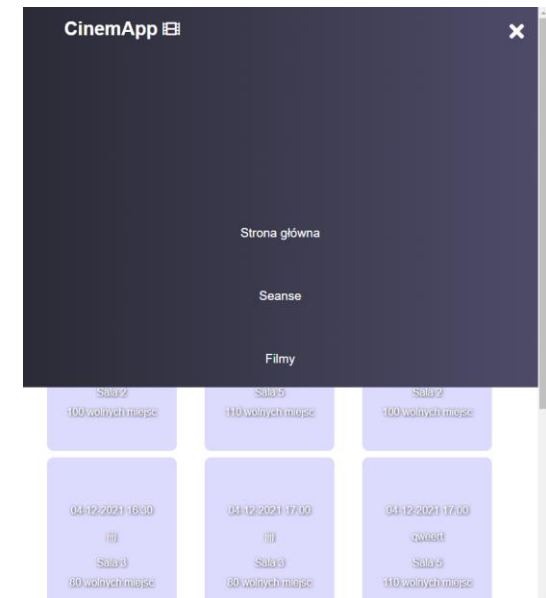 CinemApp
Strona główna
Seanse
Filmy
Sala 2
Sala 5
Sala 2
100 wolnych miejsc
110 wolnych miejsc
100 wolnych miejsc
04-12-2021 16:30
04-12-2021 17:00
04-12-2021 17:00
qweert
Sala 3
Sala 3
Sala 5
80 wolnych miejsc
80 wolnych miejsc
110 wolnych miejsc